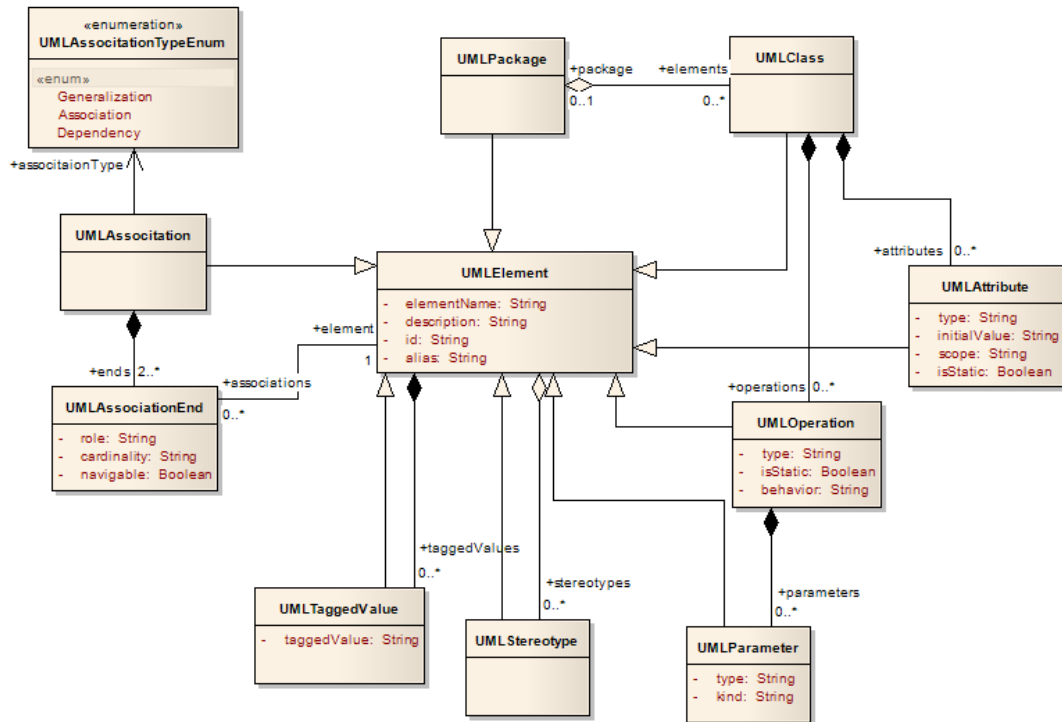 «enumeration»
UMLAssocitationTypeEnum
«enum»
Generalization
Association
Dependency
+associtaionType
UMLPackage
+package
0..1
+elements
0..*
UMLClass
UMLAssocitation
+ends 2..*
UMLElement
- elementName: String
- description: String
- id: String
- alias: String
+element
1
+associations
0..*
UMLAssociationEnd
- role: String
- cardinality: String
- navigable: Boolean
+attributes 0..*
UMLAttribute
- type: String
- initialValue: String
- scope: String
- isStatic: Boolean
+operations 0..*
UMLOperation
- type: String
- isStatic: Boolean
- behavior: String
+taggedValues
0..*
UMLTaggedValue
- taggedValue: String
+stereotypes
0..*
UMLStereotype
+parameters
0..*
UMLParameter
- type: String
- kind: String